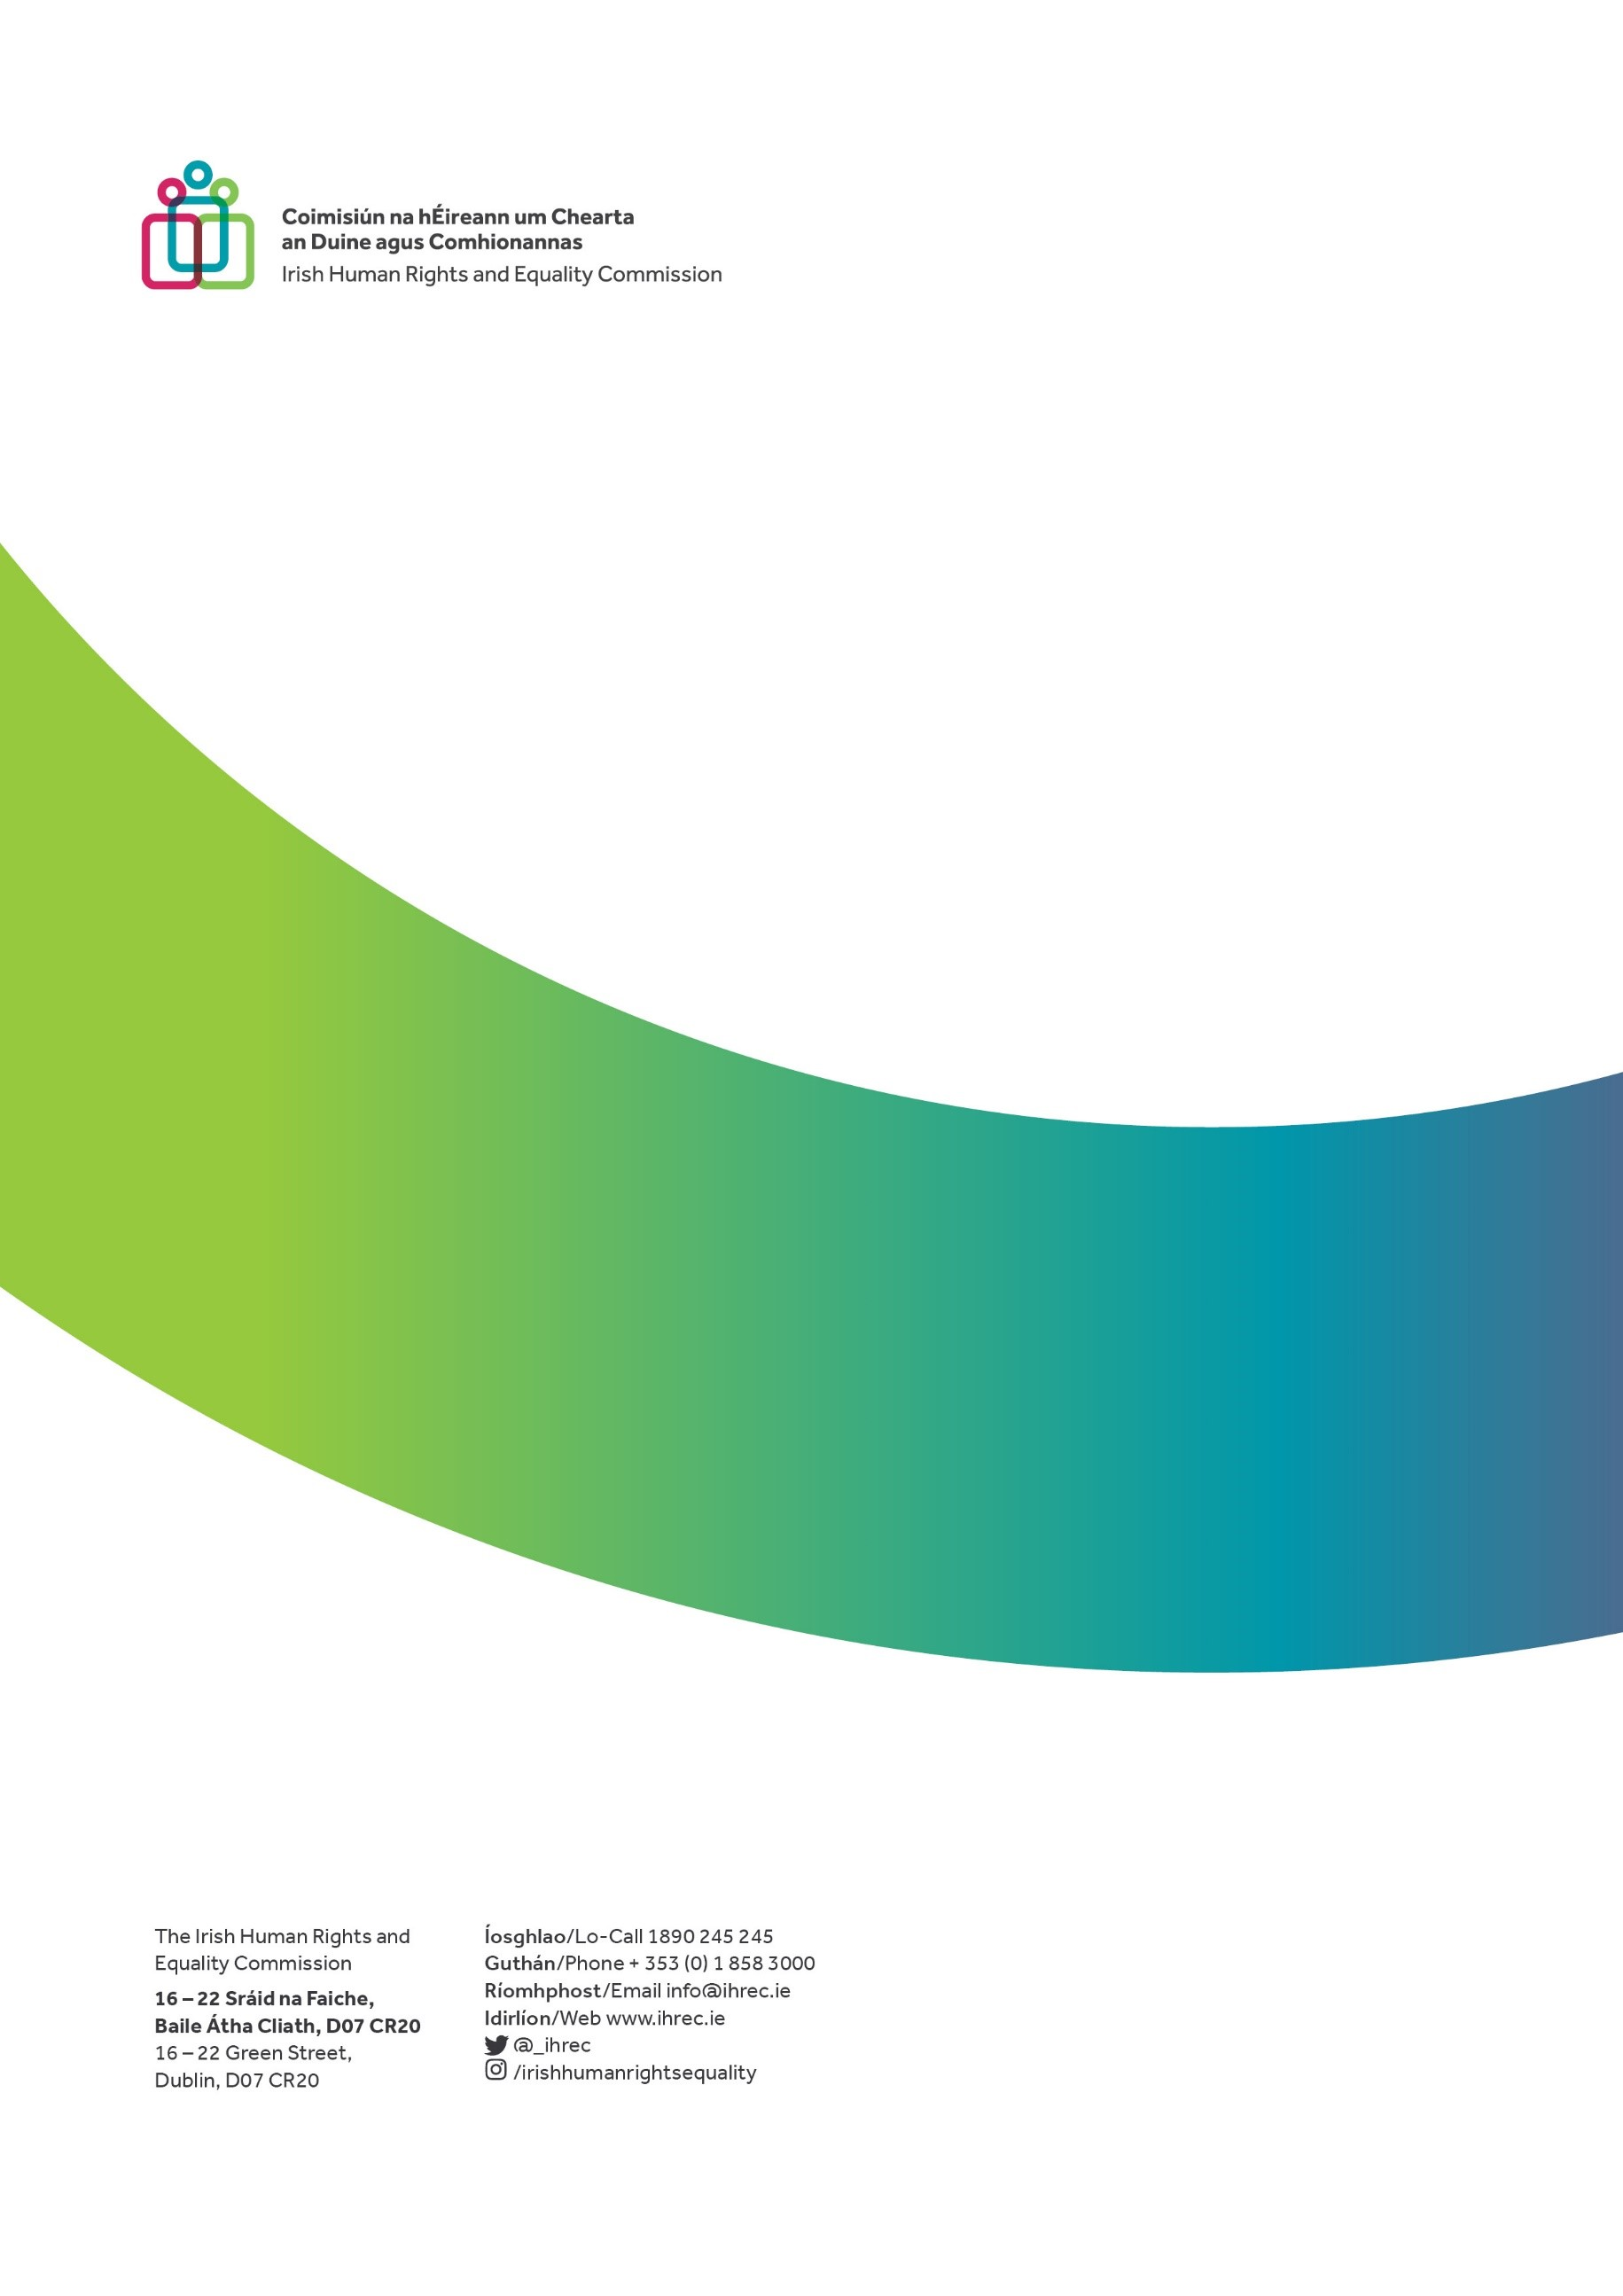 Coimisiún na hÉireann um Chearta
an Duine agus Comhionannas
Irish Human Rights and Equality Commission
The Irish Human Rights and
Equality Commission
16 – 22 Sráid na Faiche,
Baile Átha Cliath, D07 CR20
16 – 22 Green Street,
Dublin, D07 CR20
Íosghlao/Lo-Call 1890 245 245
Guthán/Phone + 353 (0) 1 858 3000
Ríomhphost/Email info@ihrec.ie
Idirlíon/Web www.ihrec.ie
@_ihrec
/irishhumanrightsequality